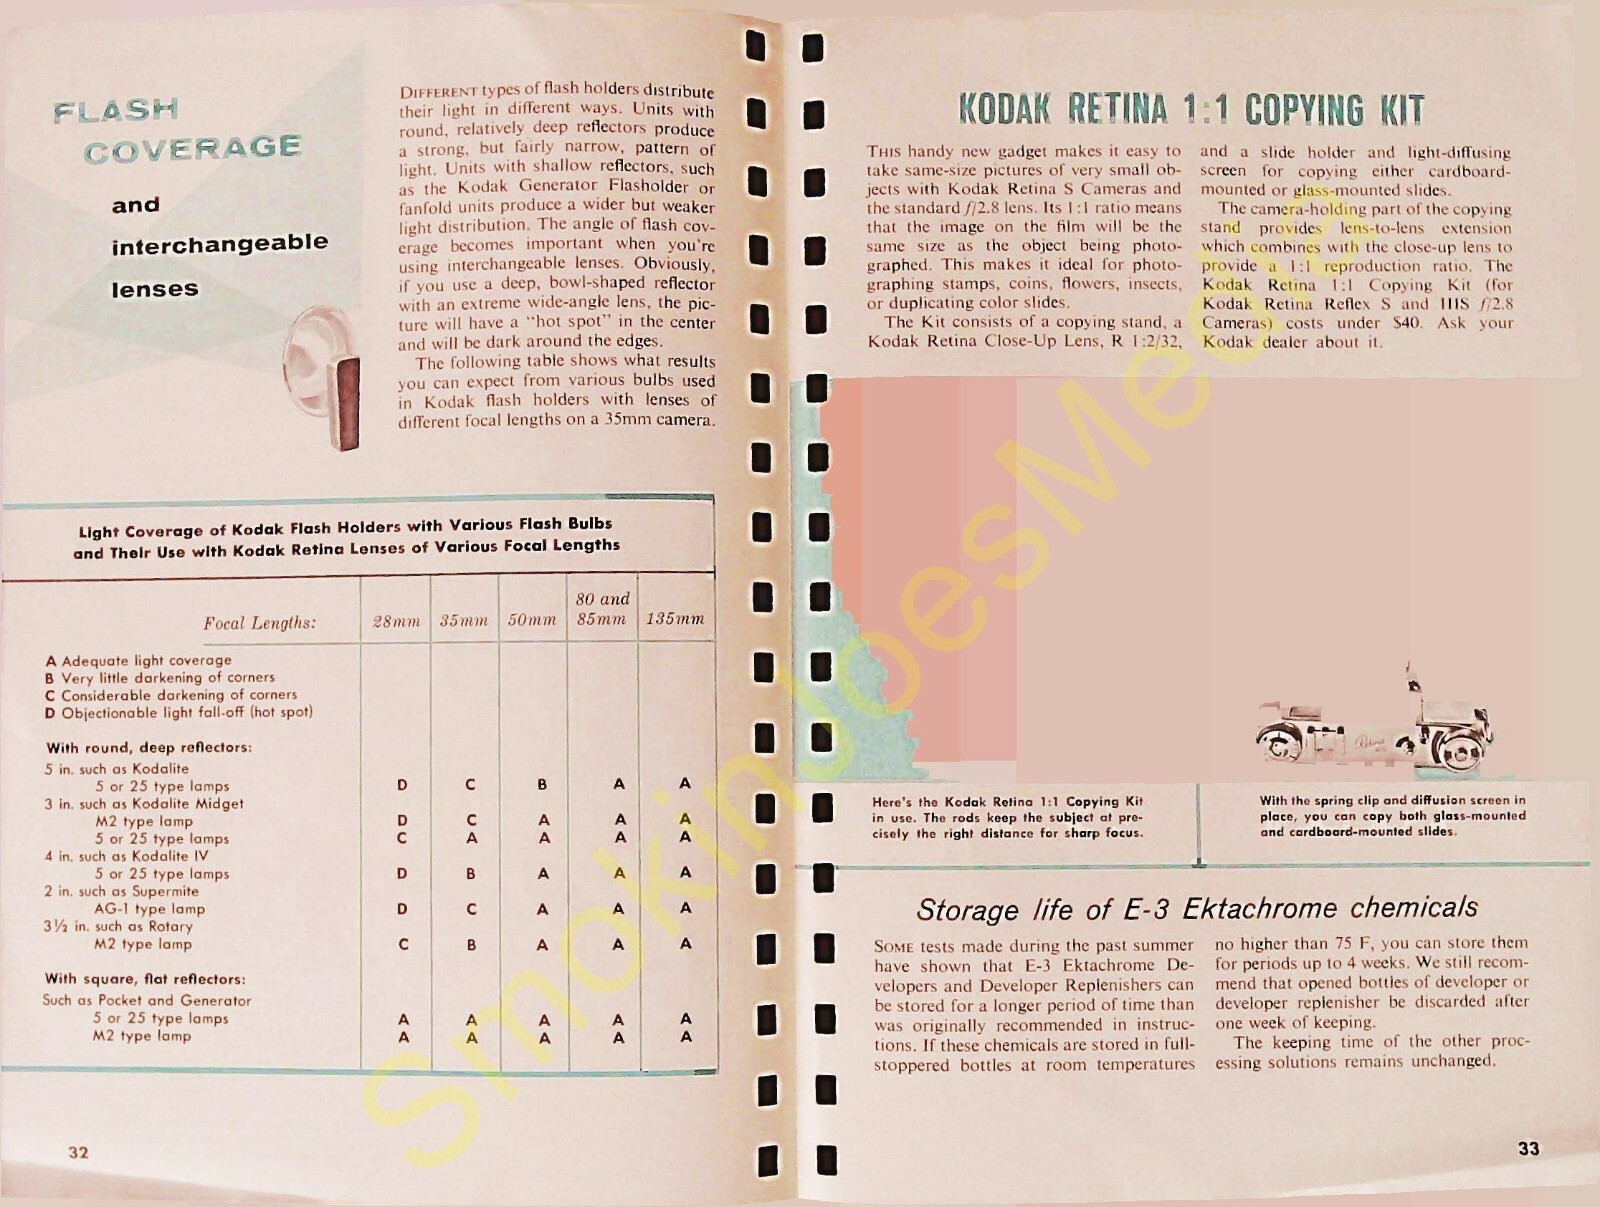 FLASH
COVERAGE
and
interchangeable
lenses
DIFFERENT types of flash holders distribute
their light in different ways. Units with
round, relatively deep reflectors produce
a strong, but fairly narrow, pattern of
light. Units with shallow reflectors, such
as the Kodak Generator Flasholder or
fanfold units produce a wider but weaker
light distribution. The angle of flash cov-
erage becomes important when you're
using interchangeable lenses. Obviously,
if you use a deep, bowl-shaped reflector
with an extreme wide-angle lens, the pic-
ture will have a "hot spot" in the center
and will be dark around the edges.
The following table shows what results
you can expect from various bulbs used
in Kodak flash holders with lenses of
different focal lengths on a 35mm camera.
Light Coverage of Kodak Flash Holders with Various Flash Bulbs
and Their Use with Kodak Retina Lenses of Various Focal Lengths
Focal Lengths: 28mm 35mm 50mm 80 and 85mm 135mm
A Adequate light coverage
B Very little darkening of corners
C Considerable darkening of corners
D Objectionable light fall-off (hot spot)
With round, deep reflectors:
5 in. such as Kodalite
5 or 25 type lamps D C B A A
3 in. such as Kodalite Midget
M2 type lamp D C A A A
5 or 25 type lamps C A A A A
4 in. such as Kodalite IV
5 or 25 type lamps D B A A A
2 in. such as Supermite
AG-1 type lamp D C A A A
3½ in. such as Rotary
M2 type lamp C B A A A
With square, flat reflectors:
Such as Pocket and Generator
5 or 25 type lamps A A A A A
M2 type lamp A A A A A
32
KODAK RETINA 1:1 COPYING KIT
THIS handy new gadget makes it easy to
take same-size pictures of very small ob-
jects with Kodak Retina S Cameras and
the standard f/2.8 lens. Its 1:1 ratio means
that the image on the film will be the
same size as the object being photo-
graphed. This makes it ideal for photo-
graphing stamps, coins, flowers, insects,
or duplicating color slides.
The Kit consists of a copying stand, a
Kodak Retina Close-Up Lens, R 1:2/32,
and a slide holder and light-diffusing
screen for copying either cardboard-
mounted or glass-mounted slides.
The camera-holding part of the copying
stand provides lens-to-lens extension
which combines with the close-up lens to
provide a 1:1 reproduction ratio. The
Kodak Retina 1:1 Copying Kit (for
Kodak Retina Reflex S and IIIS f/2.8
Cameras) costs under $40. Ask your
Kodak dealer about it.
Retina
Here's the Kodak Retina 1:1 Copying Kit
in use. The rods keep the subject at pre-
cisely the right distance for sharp focus.
With the spring clip and diffusion screen in
place, you can copy both glass-mounted
and cardboard-mounted slides.
Storage life of E-3 Ektachrome chemicals
SOME tests made during the past summer
have shown that E-3 Ektachrome De-
velopers and Developer Replenishers can
be stored for a longer period of time than
was originally recommended in instruc-
tions. If these chemicals are stored in full-
stoppered bottles at room temperatures
no higher than 75 F, you can store them
for periods up to 4 weeks. We still recom-
mend that opened bottles of developer or
developer replenisher be discarded after
one week of keeping.
The keeping time of the other proc-
essing solutions remains unchanged.
33
SmokinJoesMedia